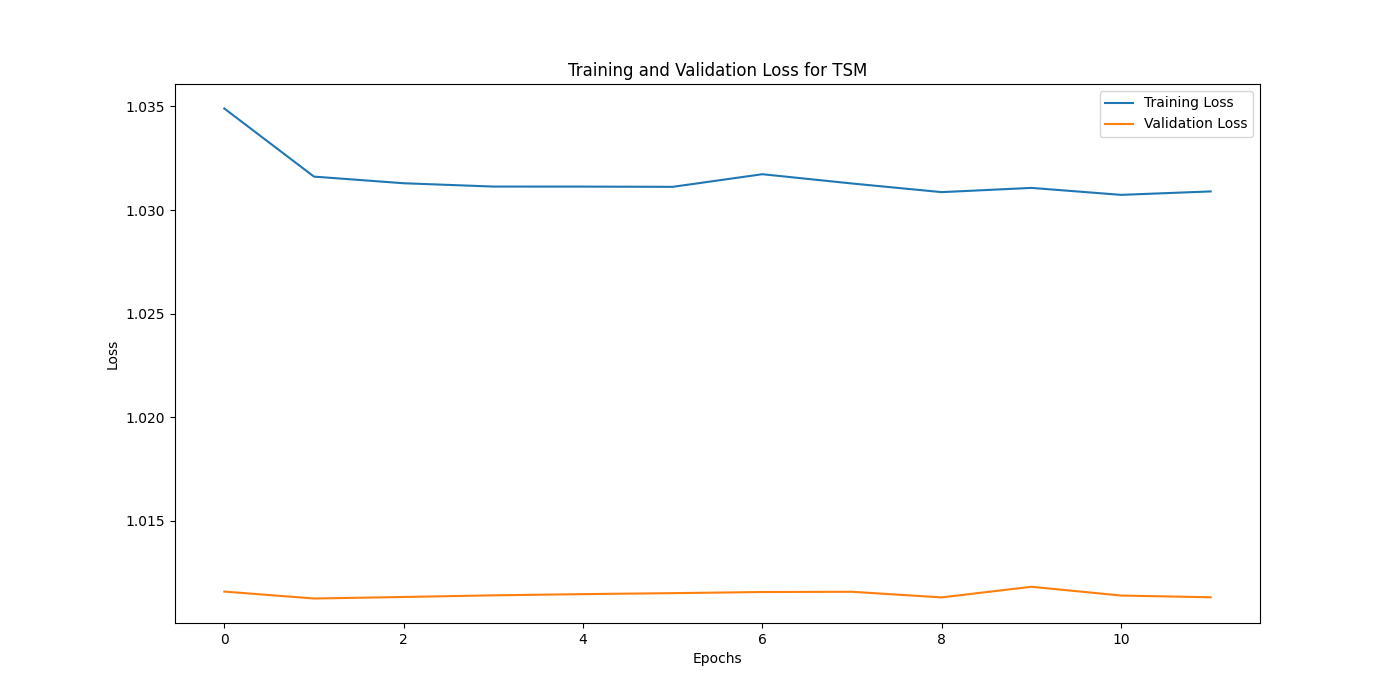 Training and Validation Loss for TSM
Training Loss
Validation Loss
1.035
1.030
1.025
1.020
1.015
Loss
0 2 4 6 8 10
Epochs